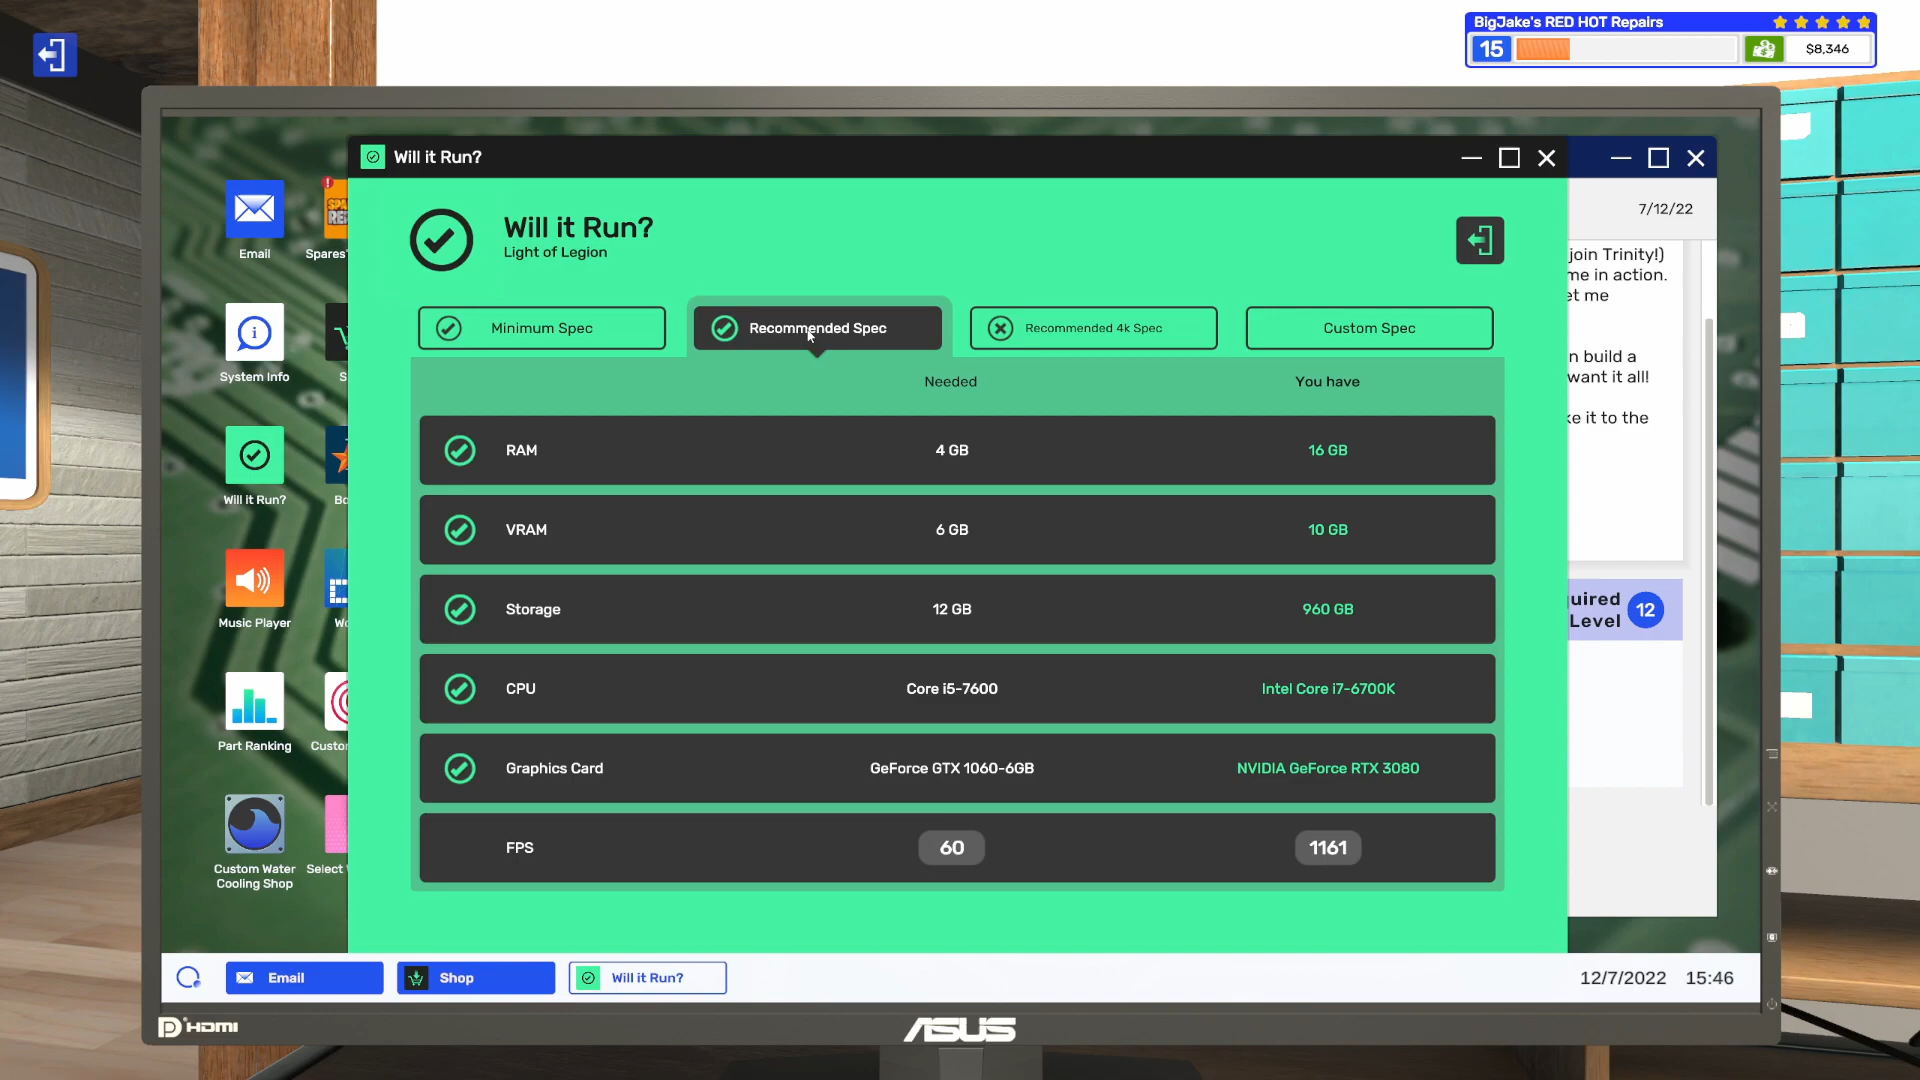 BigJake's RED HOT Repairs
15
$8,346
Will it Run?
7/12/22
Will it Run?
Light of Legion
Minimum Spec
Recommended Spec
Recommended 4k Spec
Custom Spec
Needed
You have
RAM
4 GB
16 GB
VRAM
6 GB
10 GB
Storage
12 GB
960 GB
CPU
Core i5-7600
Intel Core i7-6700K
Graphics Card
GeForce GTX 1060-6GB
NVIDIA GeForce RTX 3080
FPS
60
1161
Email
Spares
System Info
S
Will it Run?
Bo
Music Player
Wo
Part Ranking
Custo
Custom Water
Cooling Shop
Select
join Trinity!)
me in action.
et me
n build a
want it all!
ke it to the
uired
Level
12
Email
Shop
Will it Run?
12/7/2022
15:46
HDMI
ASUS